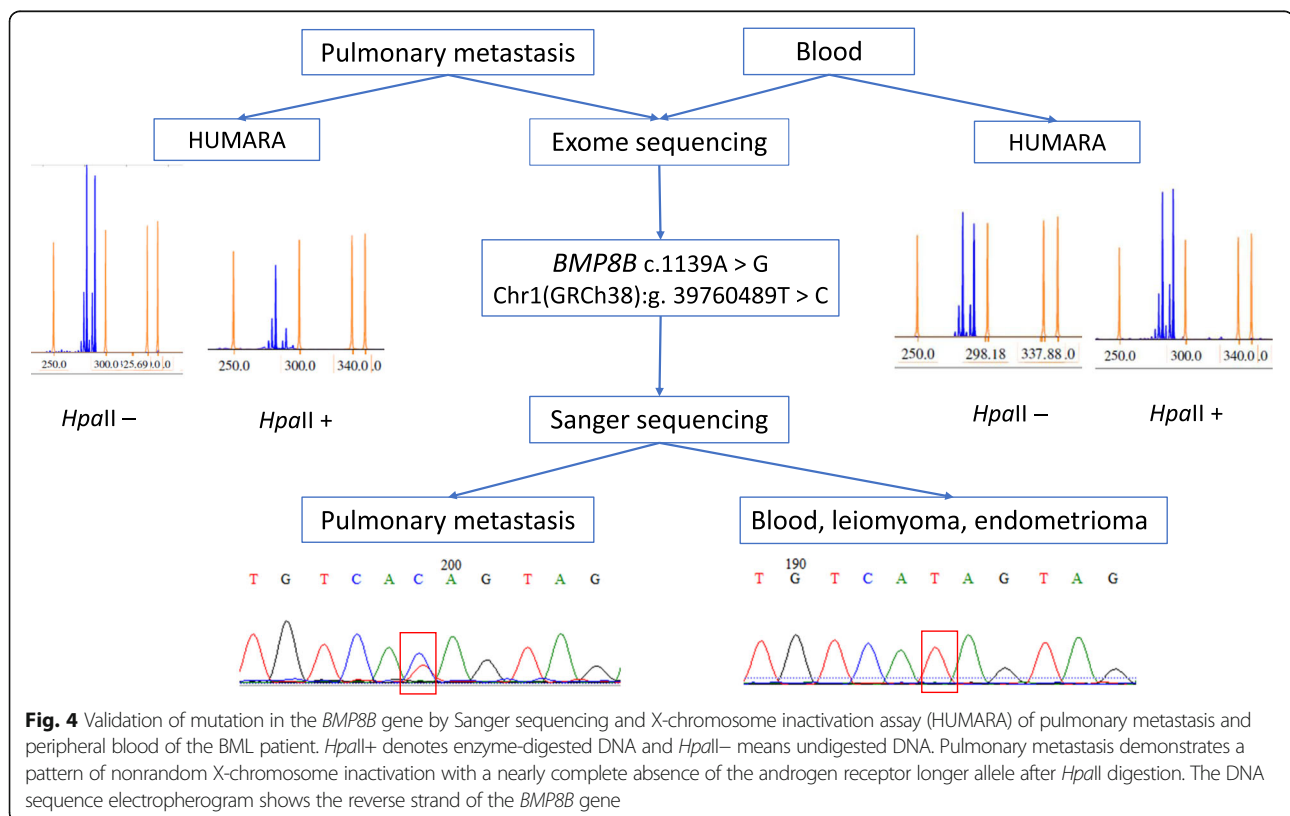 Pulmonary metastasis
Blood
HUMARA
Exome sequencing
HUMARA
BMP8B c.1139A > G
Chr1(GRCh38):g. 39760489T > C
250.0 300.0
250.0 300.0 340.0
250.0 298.18 337.88
250.0 300.0 340.0
HpaII –
HpaII +
HpaII –
HpaII +
Sanger sequencing
Pulmonary metastasis
Blood, leiomyoma, endometrioma
200
T G T C A C A G T A G
190
T G T C A T A G T A G
Fig. 4 Validation of mutation in the BMP8B gene by Sanger sequencing and X-chromosome inactivation assay (HUMARA) of pulmonary metastasis and
peripheral blood of the BML patient. HpaII+ denotes enzyme-digested DNA and HpaII− means undigested DNA. Pulmonary metastasis demonstrates a
pattern of nonrandom X-chromosome inactivation with a nearly complete absence of the androgen receptor longer allele after HpaII digestion. The DNA
sequence electropherogram shows the reverse strand of the BMP8B gene